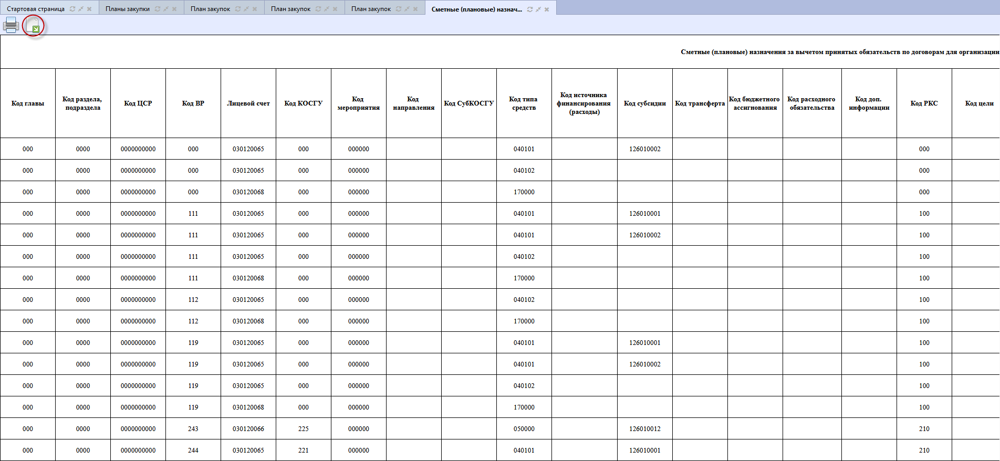 Стартовая страница Планы закупки План закупок План закупок План закупок Сметные (плановые) назнач...
Сметные (плановые) назначения за вычетом принятых обязательств по договорам для организации
Код главы Код раздела, подраздела Код ЦСР Код ВР Лицевой счет Код КОСГУ Код мероприятия Код направления Код СубКОСГУ Код типа средств Код источника финансирования (расходы) Код субсидии Код трансферта Код бюджетного ассигнования Код расходного обязательства Код доп. информации Код РКС Код цели
000 0000 0000000000 000 030120065 000 000000 040101 126010002 000
000 0000 0000000000 000 030120065 000 000000 040102 000
000 0000 0000000000 000 030120068 000 000000 170000 000
000 0000 0000000000 111 030120065 000 000000 040101 126010001 100
000 0000 0000000000 111 030120065 000 000000 040101 126010002 100
000 0000 0000000000 111 030120065 000 000000 040102 100
000 0000 0000000000 111 030120068 000 000000 170000 100
000 0000 0000000000 112 030120065 000 000000 040102 100
000 0000 0000000000 112 030120068 000 000000 170000 100
000 0000 0000000000 119 030120065 000 000000 040101 126010001 100
000 0000 0000000000 119 030120065 000 000000 040101 126010002 100
000 0000 0000000000 119 030120065 000 000000 040102 100
000 0000 0000000000 119 030120068 000 000000 170000 100
000 0000 0000000000 243 030120066 225 000000 050000 126010012 210
000 0000 0000000000 244 030120065 221 000000 040101 126010001 210